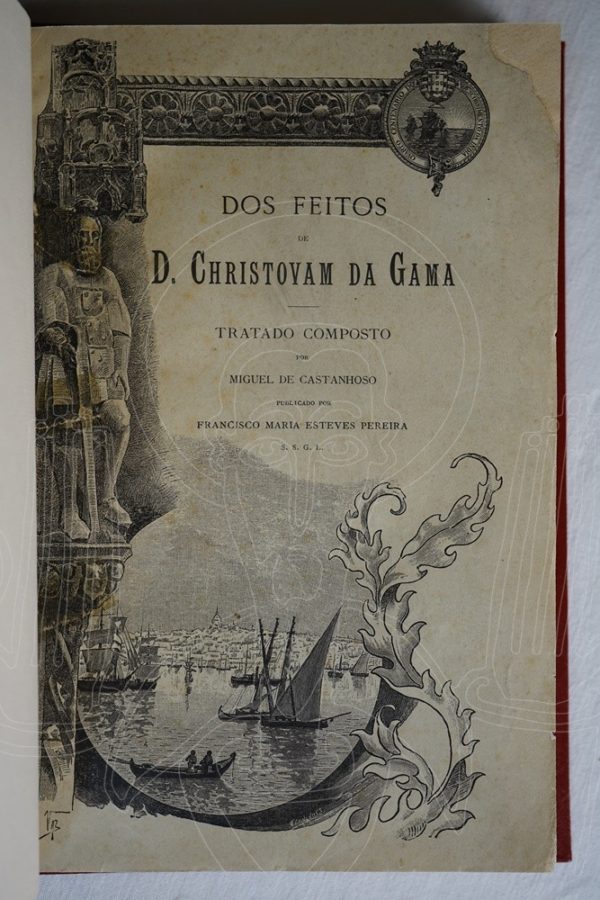 DOS FEITOS
DE
D. CHRISTOVAM DA GAMA
TRATADO COMPOSTO
POR
MIGUEL DE CASTANHOSO
PUBLICADO POR
FRANCISCO MARIA ESTEVES PEREIRA
S. S. G. L.